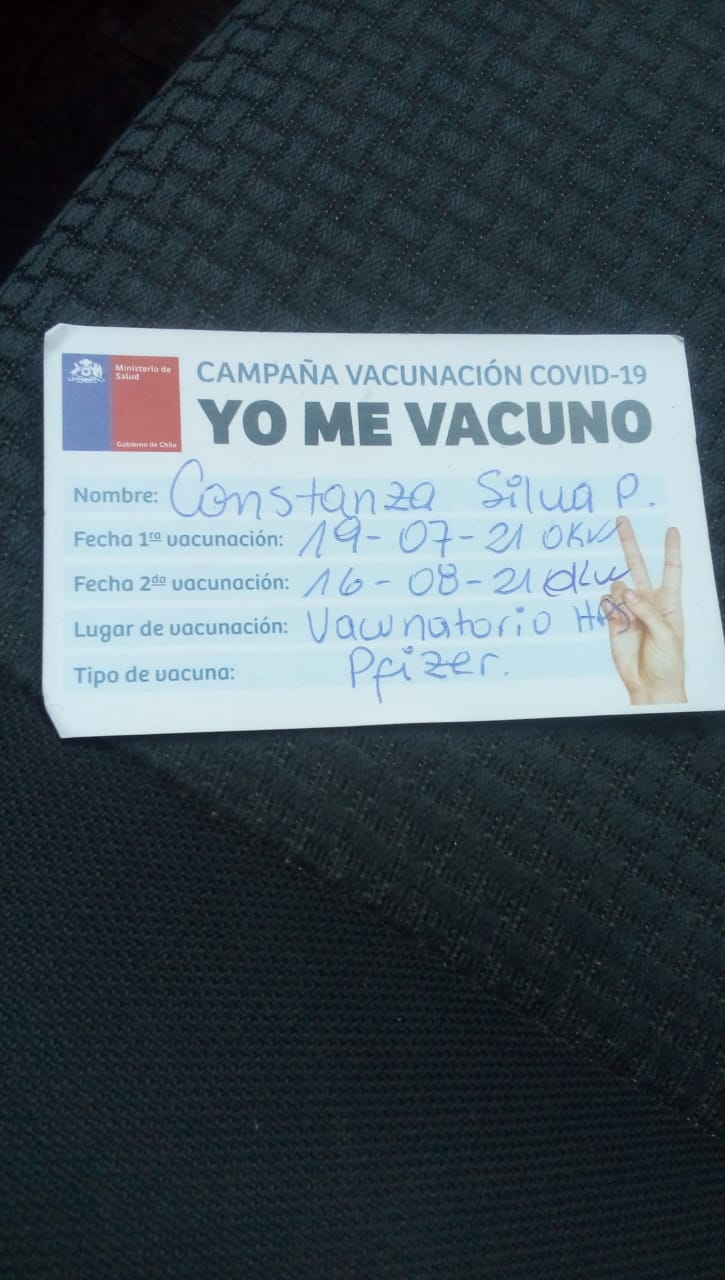 Ministerio de
Salud
Gobierno de Chile
CAMPAÑA VACUNACIÓN COVID-19
YO ME VACUNO
Nombre: Constanza Silva P.
Fecha 1ra vacunación: 19-07-21
Fecha 2da vacunación: 16-08-21
Lugar de vacunación: Vacunatorio
Tipo de vacuna: Pfizer.